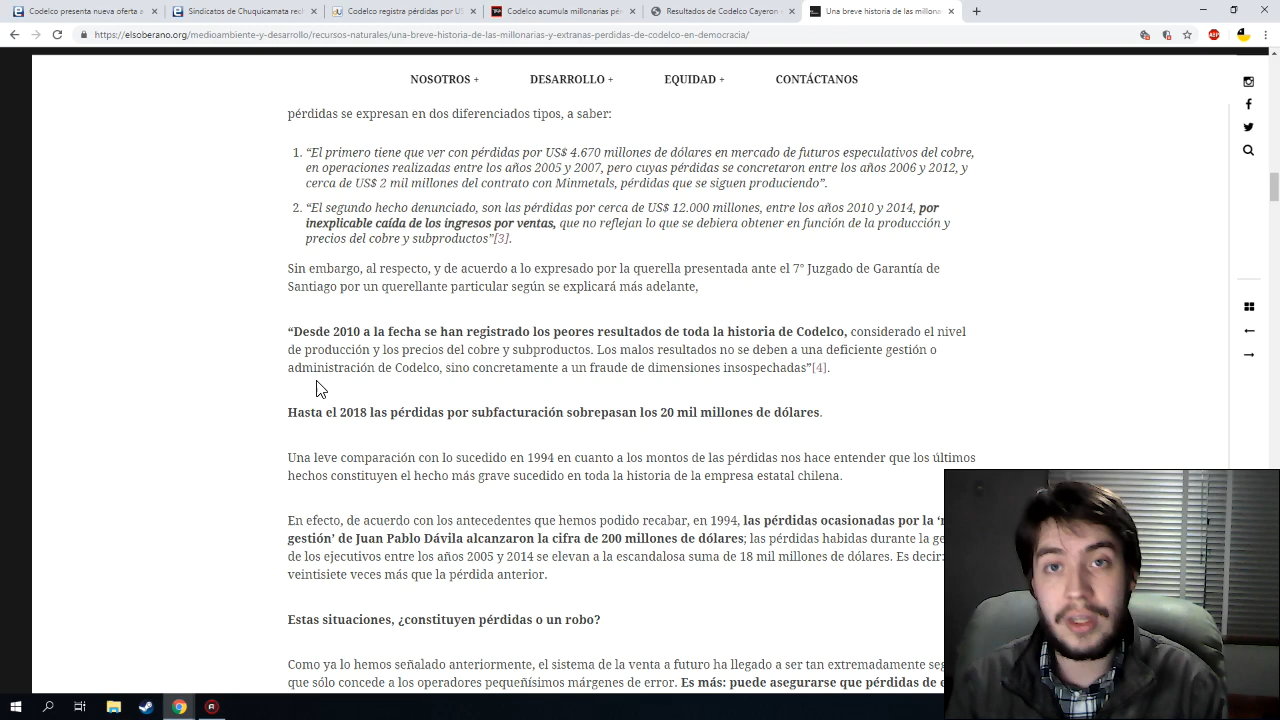 Codelco presenta nueva oferta a
Sindicatos de Chuquicamata rech
Codelco registra pérdidas por US
Codelco acumula millonarias pér
Resultados de Codelco Cayeron
Una breve historia de las millona
https://elsoberano.org/medioambiente-y-desarrollo/recursos-naturales/una-breve-historia-de-las-millonarias-y-extranas-perdidas-de-codelco-en-democracia/
NOSOTROS +
DESARROLLO +
EQUIDAD +
CONTÁCTANOS
pérdidas se expresan en dos diferenciados tipos, a saber:
1. “El primero tiene que ver con pérdidas por US$ 4.670 millones de dólares en mercado de futuros especulativos del cobre,
en operaciones realizadas entre los años 2005 y 2007, pero cuyas pérdidas se concretaron entre los años 2006 y 2012, y
cerca de US$ 2 mil millones del contrato con Minmetals, pérdidas que se siguen produciendo”.
2. “El segundo hecho denunciado, son las pérdidas por cerca de US$ 12.000 millones, entre los años 2010 y 2014, por
inexplicable caída de los ingresos por ventas, que no reflejan lo que se debiera obtener en función de la producción y
precios del cobre y subproductos”[3].
Sin embargo, al respecto, y de acuerdo a lo expresado por la querella presentada ante el 7° Juzgado de Garantía de
Santiago por un querellante particular según se explicará más adelante,
“Desde 2010 a la fecha se han registrado los peores resultados de toda la historia de Codelco, considerado el nivel
de producción y los precios del cobre y subproductos. Los malos resultados no se deben a una deficiente gestión o
administración de Codelco, sino concretamente a un fraude de dimensiones insospechadas”[4].
Hasta el 2018 las pérdidas por subfacturación sobrepasan los 20 mil millones de dólares.
Una leve comparación con lo sucedido en 1994 en cuanto a los montos de las pérdidas nos hace entender que los últimos
hechos constituyen el hecho más grave sucedido en toda la historia de la empresa estatal chilena.
En efecto, de acuerdo con los antecedentes que hemos podido recabar, en 1994, las pérdidas ocasionadas por la
gestión’ de Juan Pablo Dávila alcanzaron la cifra de 200 millones de dólares; las pérdidas habidas durante la
de los ejecutivos entre los años 2005 y 2014 se elevan a la escandalosa suma de 18 mil millones de dólares. Es decir
veintisiete veces más que la pérdida anterior.
Estas situaciones, ¿constituyen pérdidas o un robo?
Como ya lo hemos señalado anteriormente, el sistema de la venta a futuro ha llegado a ser tan extremadamente
que sólo concede a los operadores pequeñísimos márgenes de error. Es más: puede asegurarse que pérdidas de